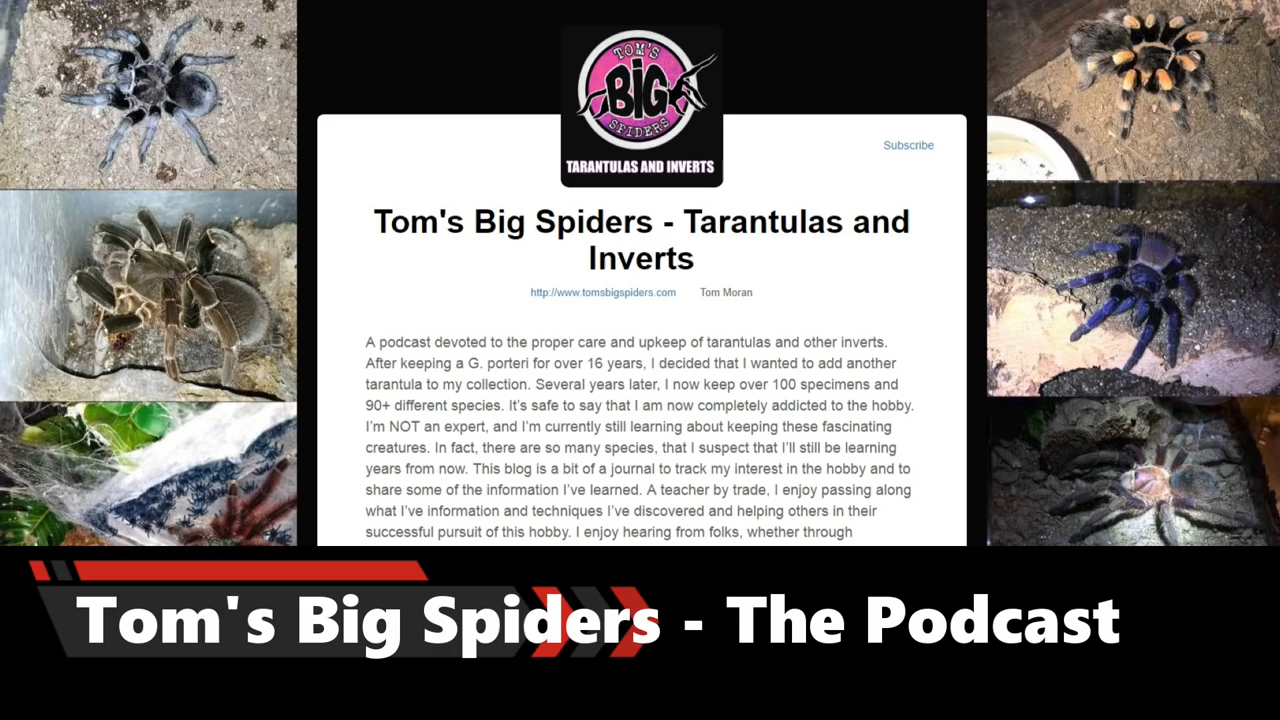 TOM'S
BIG
SPIDERS
TARANTULAS AND INVERTS
Subscribe
Tom's Big Spiders - Tarantulas and
Inverts
http://www.tomsbigspiders.com Tom Moran
A podcast devoted to the proper care and upkeep of tarantulas and other inverts.
After keeping a G. porteri for over 16 years, I decided that I wanted to add another
tarantula to my collection. Several years later, I now keep over 100 specimens and
90+ different species. It's safe to say that I am now completely addicted to the hobby.
I'm NOT an expert, and I'm currently still learning about keeping these fascinating
creatures. In fact, there are so many species, that I suspect that I'll still be learning
years from now. This blog is a bit of a journal to track my interest in the hobby and to
share some of the information I've learned. A teacher by trade, I enjoy passing along
what I've information and techniques I've discovered and helping others in their
successful pursuit of this hobby. I enjoy hearing from folks, whether through
Tom's Big Spiders - The Podcast